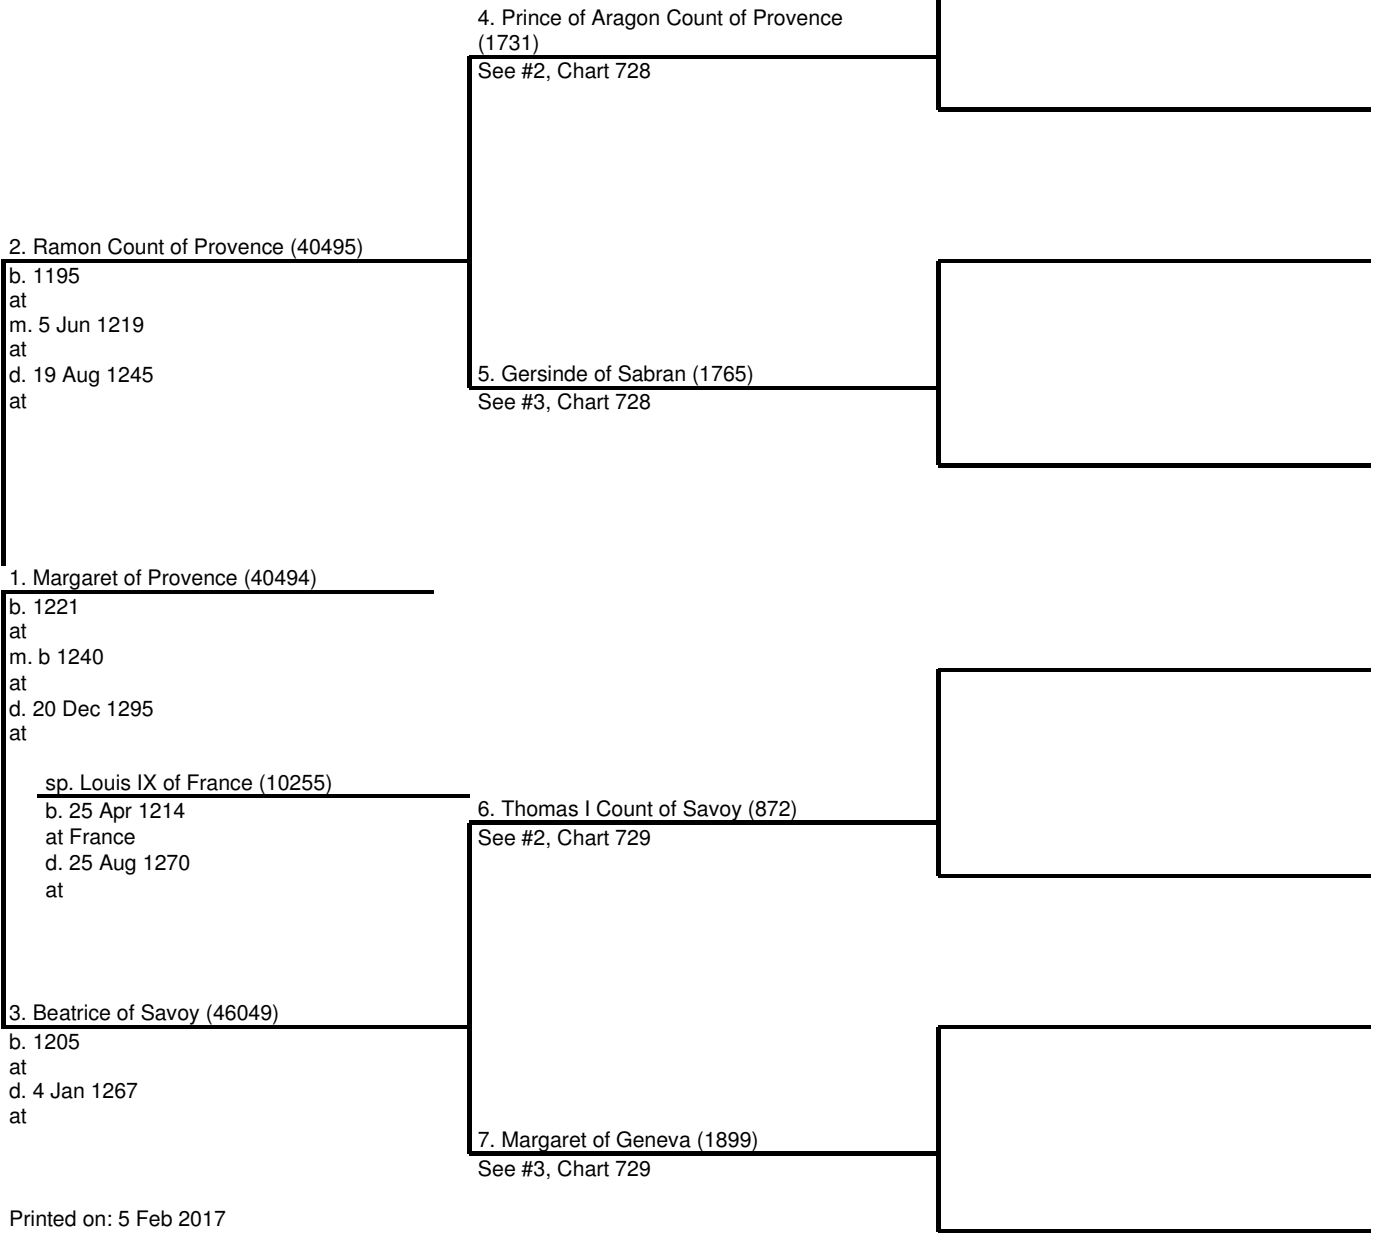 4. Prince of Aragon Count of Provence
(1731)
See #2, Chart 728
2. Ramon Count of Provence (40495)
b. 1195
at
m. 5 Jun 1219
at
d. 19 Aug 1245
at
5. Gersinde of Sabran (1765)
See #3, Chart 728
1. Margaret of Provence (40494)
b. 1221
at
m. b 1240
at
d. 20 Dec 1295
at
sp. Louis IX of France (10255)
b. 25 Apr 1214
at France
d. 25 Aug 1270
at
6. Thomas I Count of Savoy (872)
See #2, Chart 729
3. Beatrice of Savoy (46049)
b. 1205
at
d. 4 Jan 1267
at
7. Margaret of Geneva (1899)
See #3, Chart 729
Printed on: 5 Feb 2017